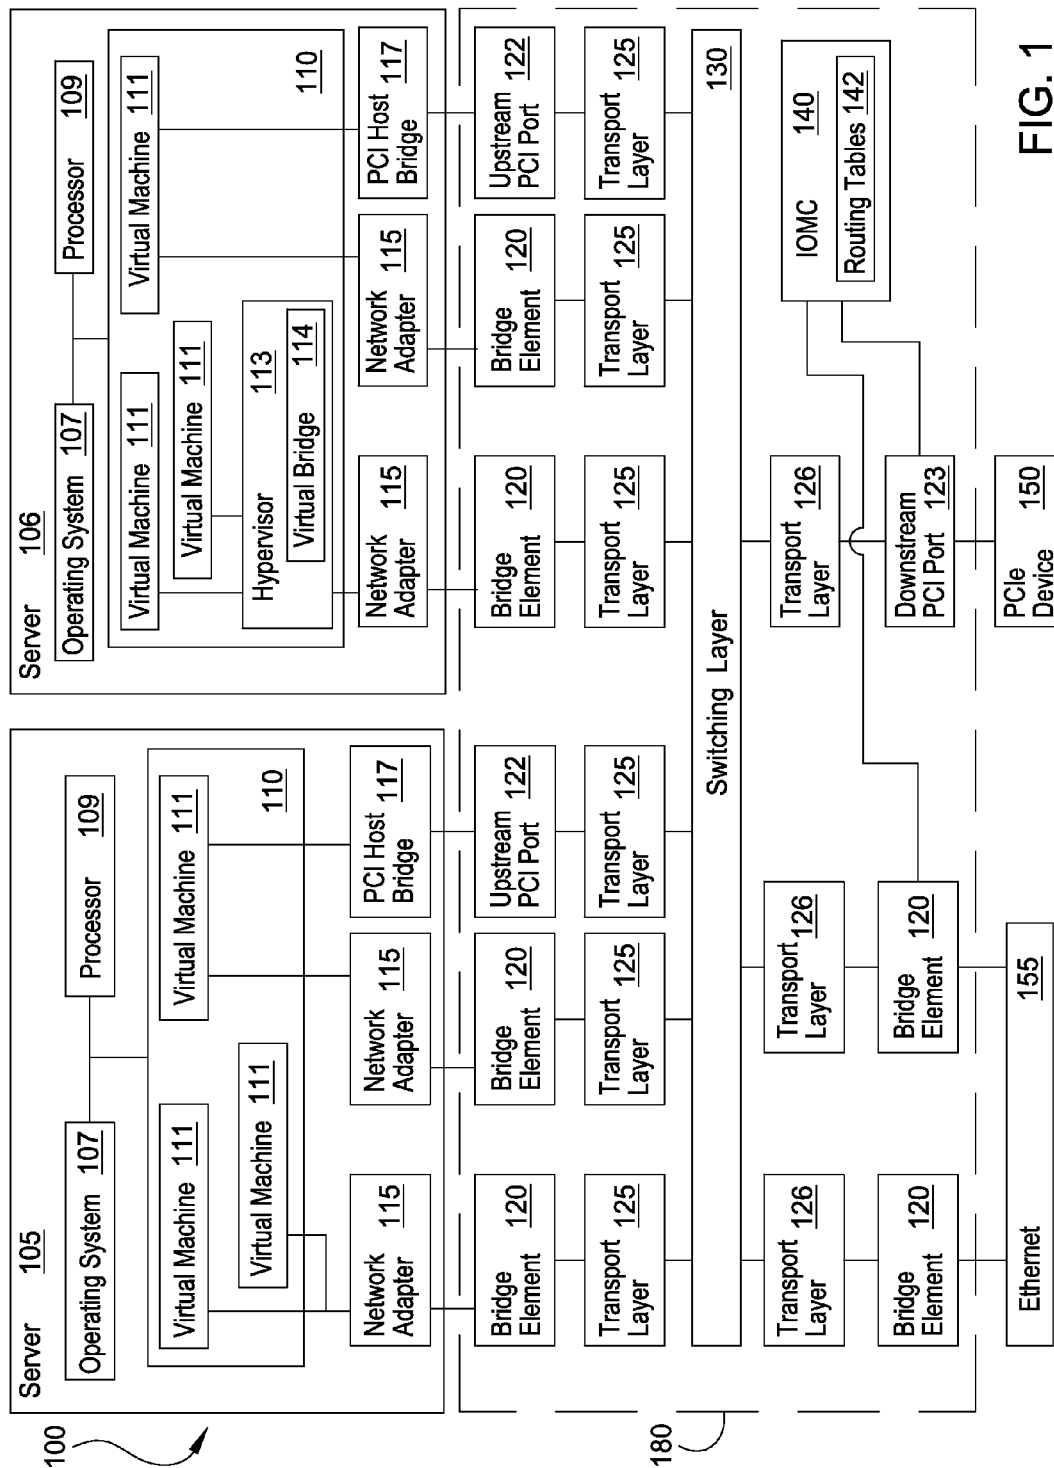 100
Server 105
Operating System 107
Processor 109
110
Virtual Machine 111
Virtual Machine 111
Virtual Machine 111
Network
Adapter 115
Network
Adapter 115
PCI Host
Bridge 117
Server 106
Operating System 107
Processor 109
110
Virtual Machine 111
Virtual Machine 111
Virtual Machine 111
Hypervisor 113
Virtual Bridge 114
Network
Adapter 115
Network
Adapter 115
PCI Host
Bridge 117
180
Bridge
Element 120
Bridge
Element 120
Upstream
PCI Port 122
Bridge
Element 120
Bridge
Element 120
Upstream
PCI Port 122
Transport
Layer 125
Transport
Layer 125
Transport
Layer 125
Transport
Layer 125
Transport
Layer 125
Transport
Layer 125
Switching Layer 130
Transport
Layer 126
Transport
Layer 126
Transport
Layer 126
IOMC 140
Routing Tables 142
Bridge
Element 120
Bridge
Element 120
Downstream
PCI Port 123
Ethernet 155
PCIe
Device 150
FIG. 1